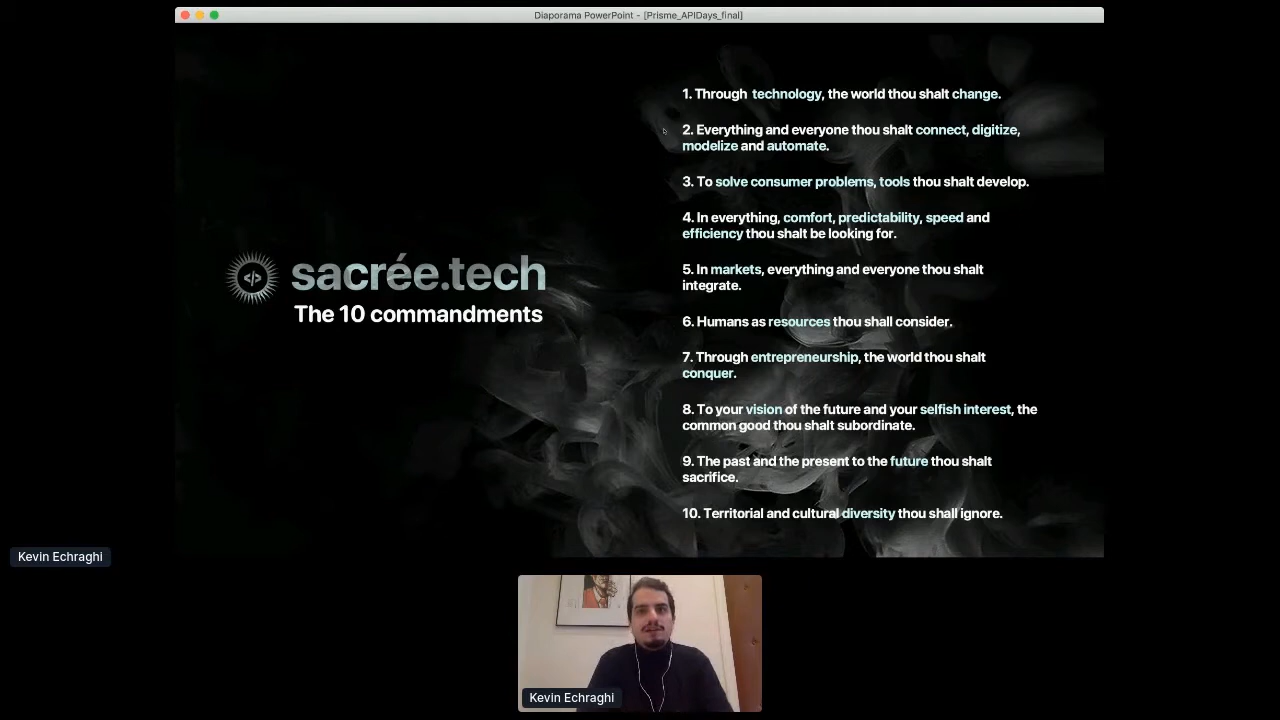 Diaporama PowerPoint - [Prisme_APIDays_final]
</>
sacrée.tech
The 10 commandments
1. Through technology, the world thou shalt change.
2. Everything and everyone thou shalt connect, digitize,
modelize and automate.
3. To solve consumer problems, tools thou shalt develop.
4. In everything, comfort, predictability, speed and
efficiency thou shalt be looking for.
5. In markets, everything and everyone thou shalt
integrate.
6. Humans as resources thou shall consider.
7. Through entrepreneurship, the world thou shalt
conquer.
8. To your vision of the future and your selfish interest, the
common good thou shalt subordinate.
9. The past and the present to the future thou shalt
sacrifice.
10. Territorial and cultural diversity thou shall ignore.
Kevin Echraghi
Kevin Echraghi